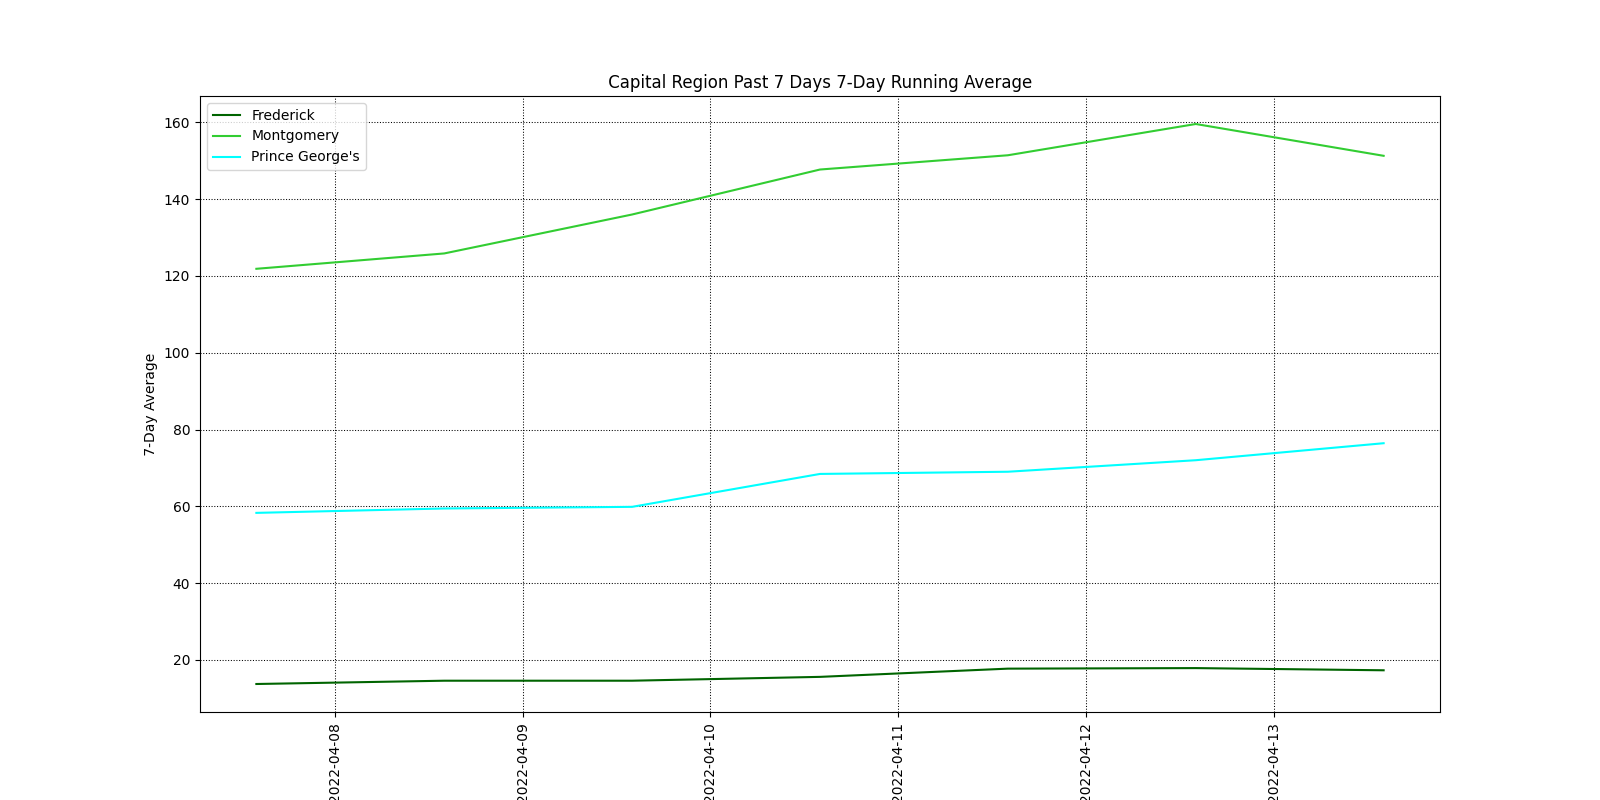 Capital Region Past 7 Days 7-Day Running Average
Frederick
Montgomery
Prince George's
160
140
120
100
80
60
40
20
7-Day Average
2022-04-08
2022-04-09
2022-04-10
2022-04-11
2022-04-12
2022-04-13